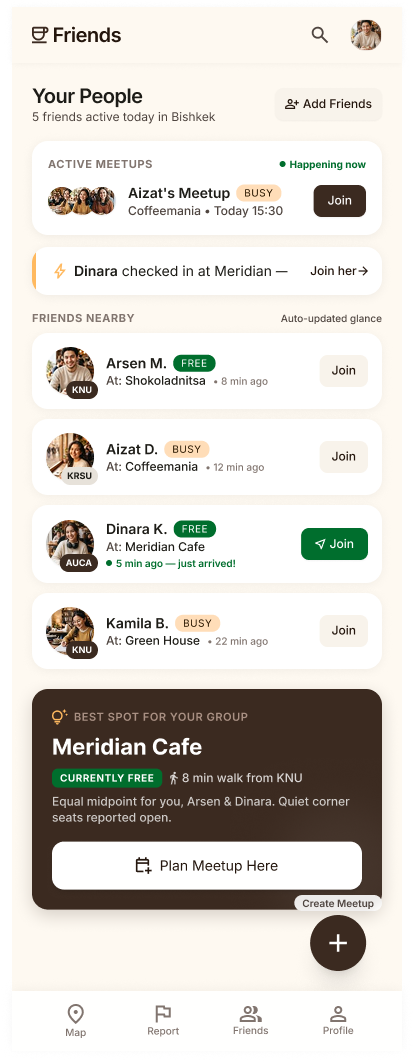 Friends
Your People
5 friends active today in Bishkek
Add Friends
ACTIVE MEETUPS
Happening now
Aizat's Meetup BUSY
Coffeemania • Today 15:30
Join
Dinara checked in at Meridian —
Join her→
FRIENDS NEARBY
Auto-updated glance
Arsen M. FREE
At: Shokoladnitsa • 8 min ago
KNU
Join
Aizat D. BUSY
At: Coffeemania • 12 min ago
KRSU
Join
Dinara K. FREE
At: Meridian Cafe
5 min ago — just arrived!
AUCA
Join
Kamila B. BUSY
At: Green House • 22 min ago
KNU
Join
BEST SPOT FOR YOUR GROUP
Meridian Cafe
CURRENTLY FREE 8 min walk from KNU
Equal midpoint for you, Arsen & Dinara. Quiet corner
seats reported open.
Plan Meetup Here
Create Meetup
Map
Report
Friends
Profile